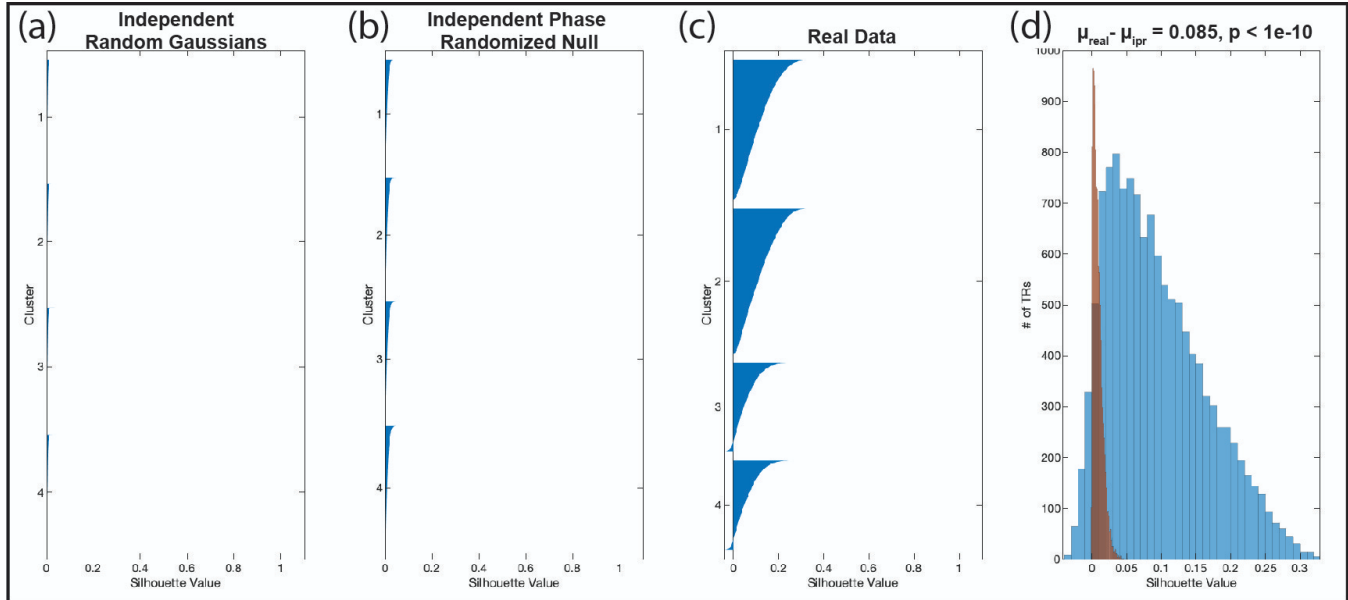 (a) Independent
Random Gaussians
Cluster
1
2
3
4
0 0.2 0.4 0.6 0.8 1
Silhouette Value
(b) Independent Phase
Randomized Null
Cluster
1
2
3
4
0 0.2 0.4 0.6 0.8 1
Silhouette Value
(c) Real Data
Cluster
1
2
3
4
0 0.2 0.4 0.6 0.8 1
Silhouette Value
(d) μreal- μipr = 0.085, p < 1e-10
# of TRs
1000
900
800
700
600
500
400
300
200
100
0
0 0.05 0.1 0.15 0.2 0.25 0.3
Silhouette Value